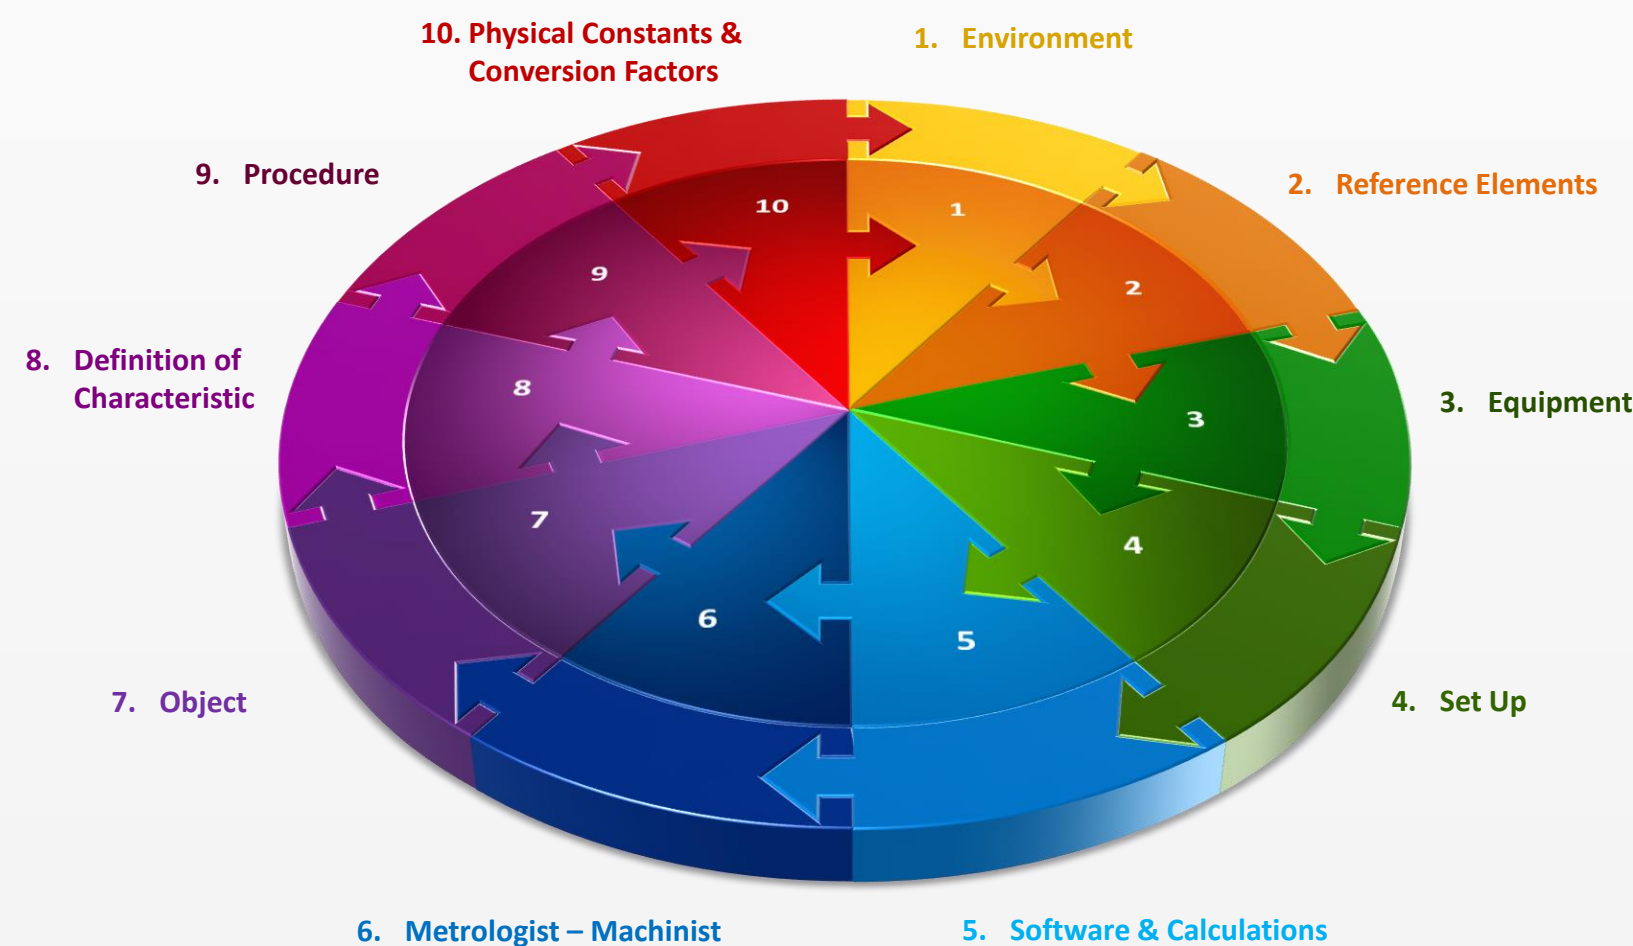 10. Physical Constants &
Conversion Factors
1. Environment
9. Procedure
2. Reference Elements
8. Definition of
Characteristic
3. Equipment
7. Object
4. Set Up
6. Metrologist – Machinist
5. Software & Calculations
10
1
9
2
8
3
7
4
6
5